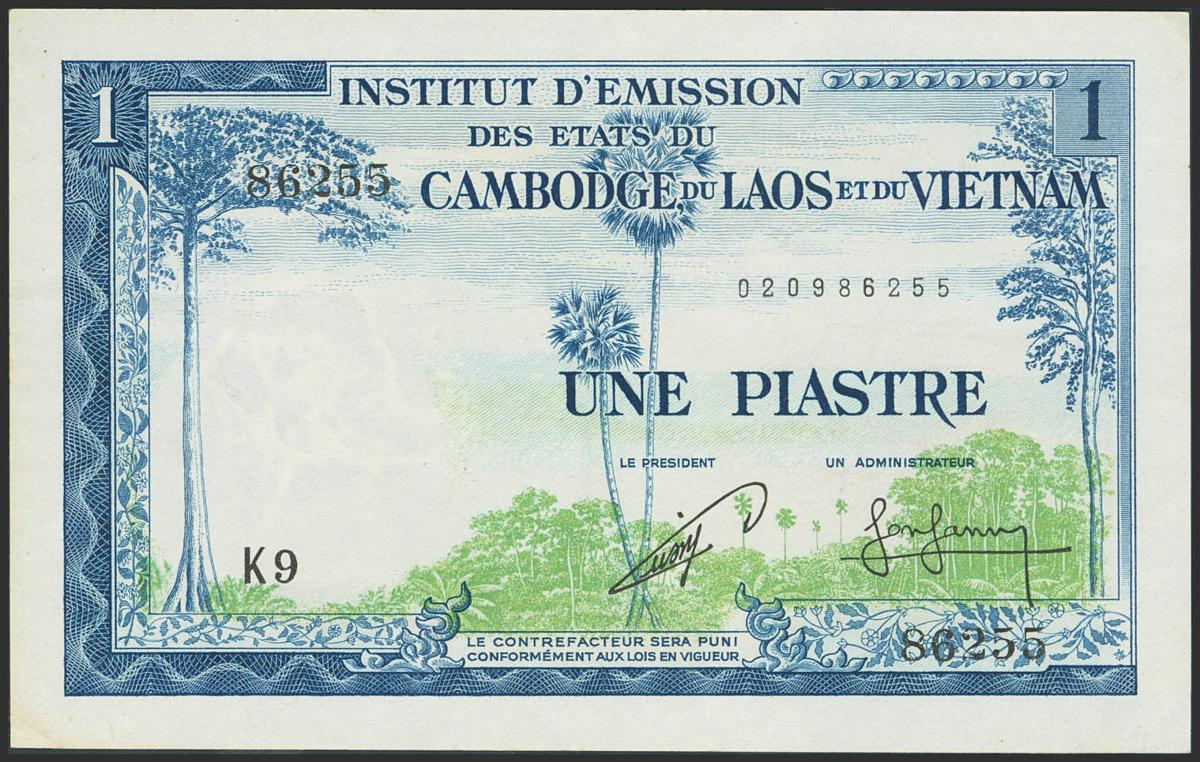 1
INSTITUT D'EMISSION
DES ETATS DU
CAMBODGE, DU LAOS ET DU VIETNAM
1
86255
020986255
UNE PIASTRE
LE PRESIDENT
UN ADMINISTRATEUR
K9
LE CONTREFACTEUR SERA PUNI
CONFORMÉMENT AUX LOIS EN VIGUEUR
86255